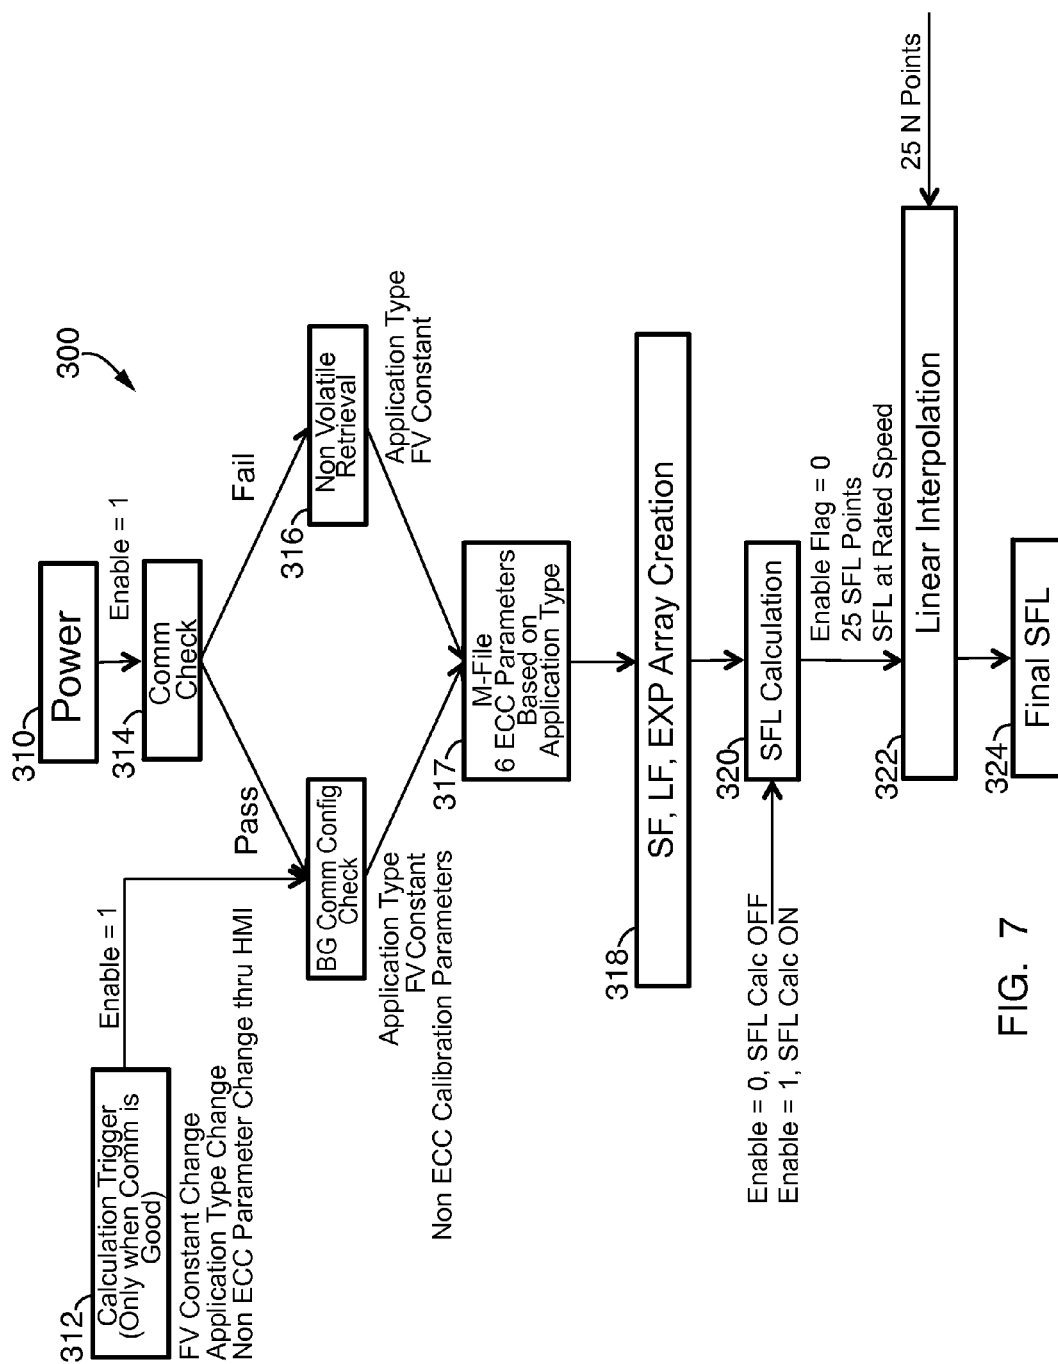 300
310
Power
Enable = 1
312
Calculation Trigger
(Only when Comm is
Good)
Enable = 1
FV Constant Change
Application Type Change
Non ECC Parameter Change thru HMI
314
Comm
Check
Pass
Fail
BG Comm Config
Check
316
Non Volatile
Retrieval
Application Type
FV Constant
Non ECC Calibration Parameters
Application Type
FV Constant
317
M-File
6 ECC Parameters
Based on
Application Type
318
SF, LF, EXP Array Creation
Enable = 0, SFL Calc OFF
Enable = 1, SFL Calc ON
320
SFL Calculation
Enable Flag = 0
25 SFL Points
SFL at Rated Speed
322
Linear Interpolation
25 N Points
324
Final SFL
FIG. 7